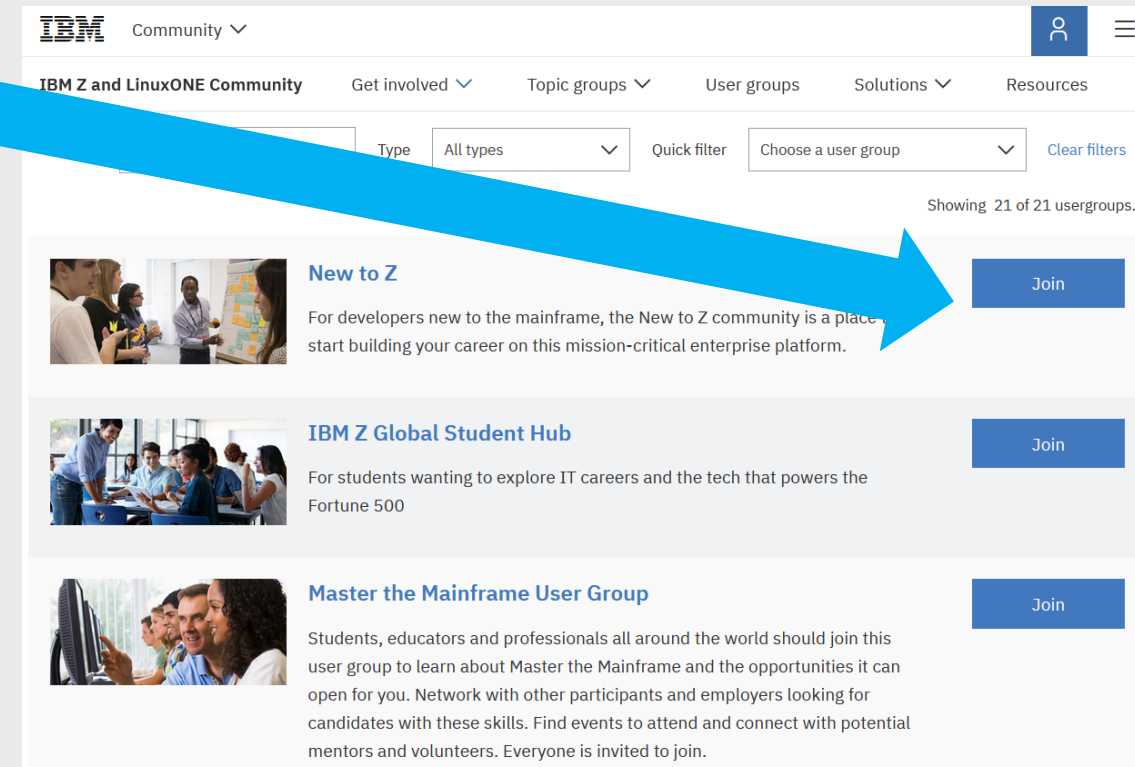 IBM Community
IBM Z and LinuxONE Community Get involved Topic groups User groups Solutions Resources
Type All types Quick filter Choose a user group Clear filters
Showing 21 of 21 usergroups.
New to Z
Join
For developers new to the mainframe, the New to Z community is a place
start building your career on this mission-critical enterprise platform.
IBM Z Global Student Hub
Join
For students wanting to explore IT careers and the tech that powers the
Fortune 500
Master the Mainframe User Group
Join
Students, educators and professionals all around the world should join this
user group to learn about Master the Mainframe and the opportunities it can
open for you. Network with other participants and employers looking for
candidates with these skills. Find events to attend and connect with potential
mentors and volunteers. Everyone is invited to join.